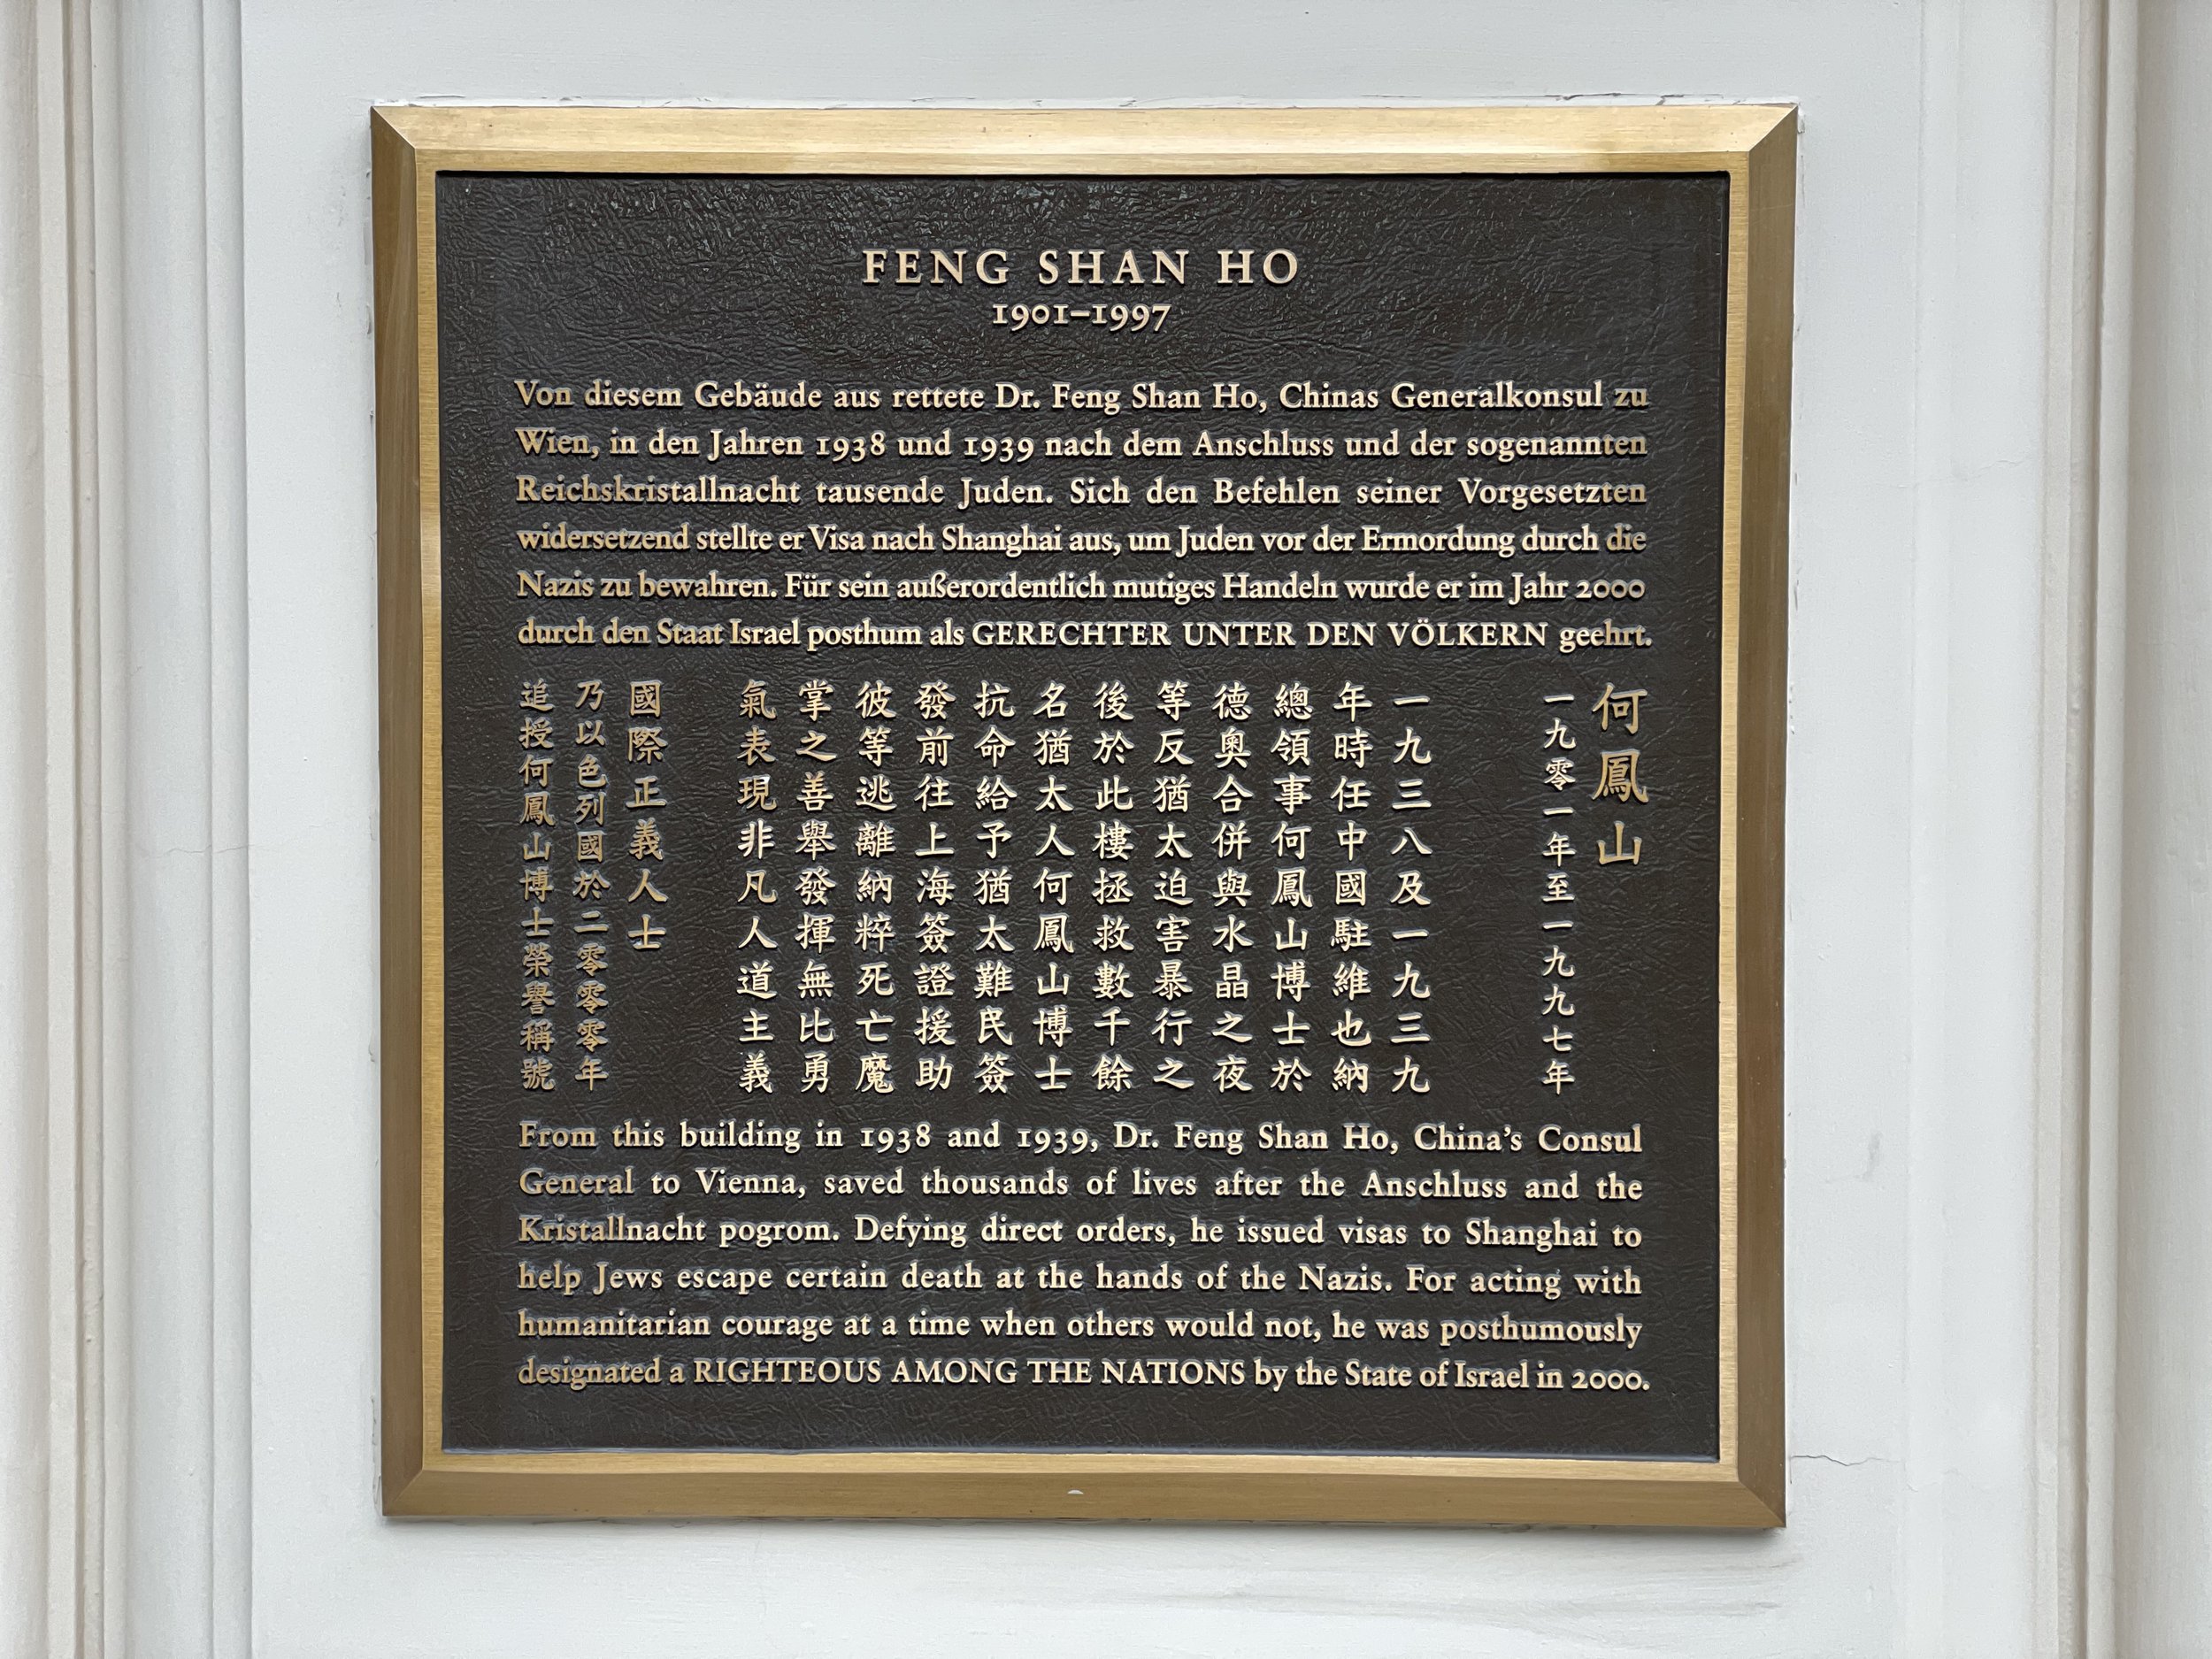 FENG SHAN HO
1901–1997
Von diesem Gebäude aus rettete Dr. Feng Shan Ho, Chinas Generalkonsul zu
Wien, in den Jahren 1938 und 1939 nach dem Anschluss und der sogenannten
Reichskristallnacht tausende Juden. Sich den Befehlen seiner Vorgesetzten
widersetzend stellte er Visa nach Shanghai aus, um Juden vor der Ermordung durch die
Nazis zu bewahren. Für sein außerordentlich mutiges Handeln wurde er im Jahr 2000
durch den Staat Israel posthum als GERECHTER UNTER DEN VÖLKERN geehrt.
何鳳山
一九零一年至一九九七年
一九三八及一九三九
年時任中國駐維也納
總領事何鳳山博士於
德奧合併與水晶之夜
等反猶太迫害暴行之
後於此樓拯救數千餘
名猶太人何鳳山博士
抗命給予猶太難民簽
發前往上海簽證援助
彼等逃離納粹死亡魔
掌之善舉發揮無比勇
氣表現非凡人道主義
國際正義人士
乃以色列國於二零零零年
追授何鳳山博士榮譽稱號
From this building in 1938 and 1939, Dr. Feng Shan Ho, China’s Consul
General to Vienna, saved thousands of lives after the Anschluss and the
Kristallnacht pogrom. Defying direct orders, he issued visas to Shanghai to
help Jews escape certain death at the hands of the Nazis. For acting with
humanitarian courage at a time when others would not, he was posthumously
designated a RIGHTEOUS AMONG THE NATIONS by the State of Israel in 2000.